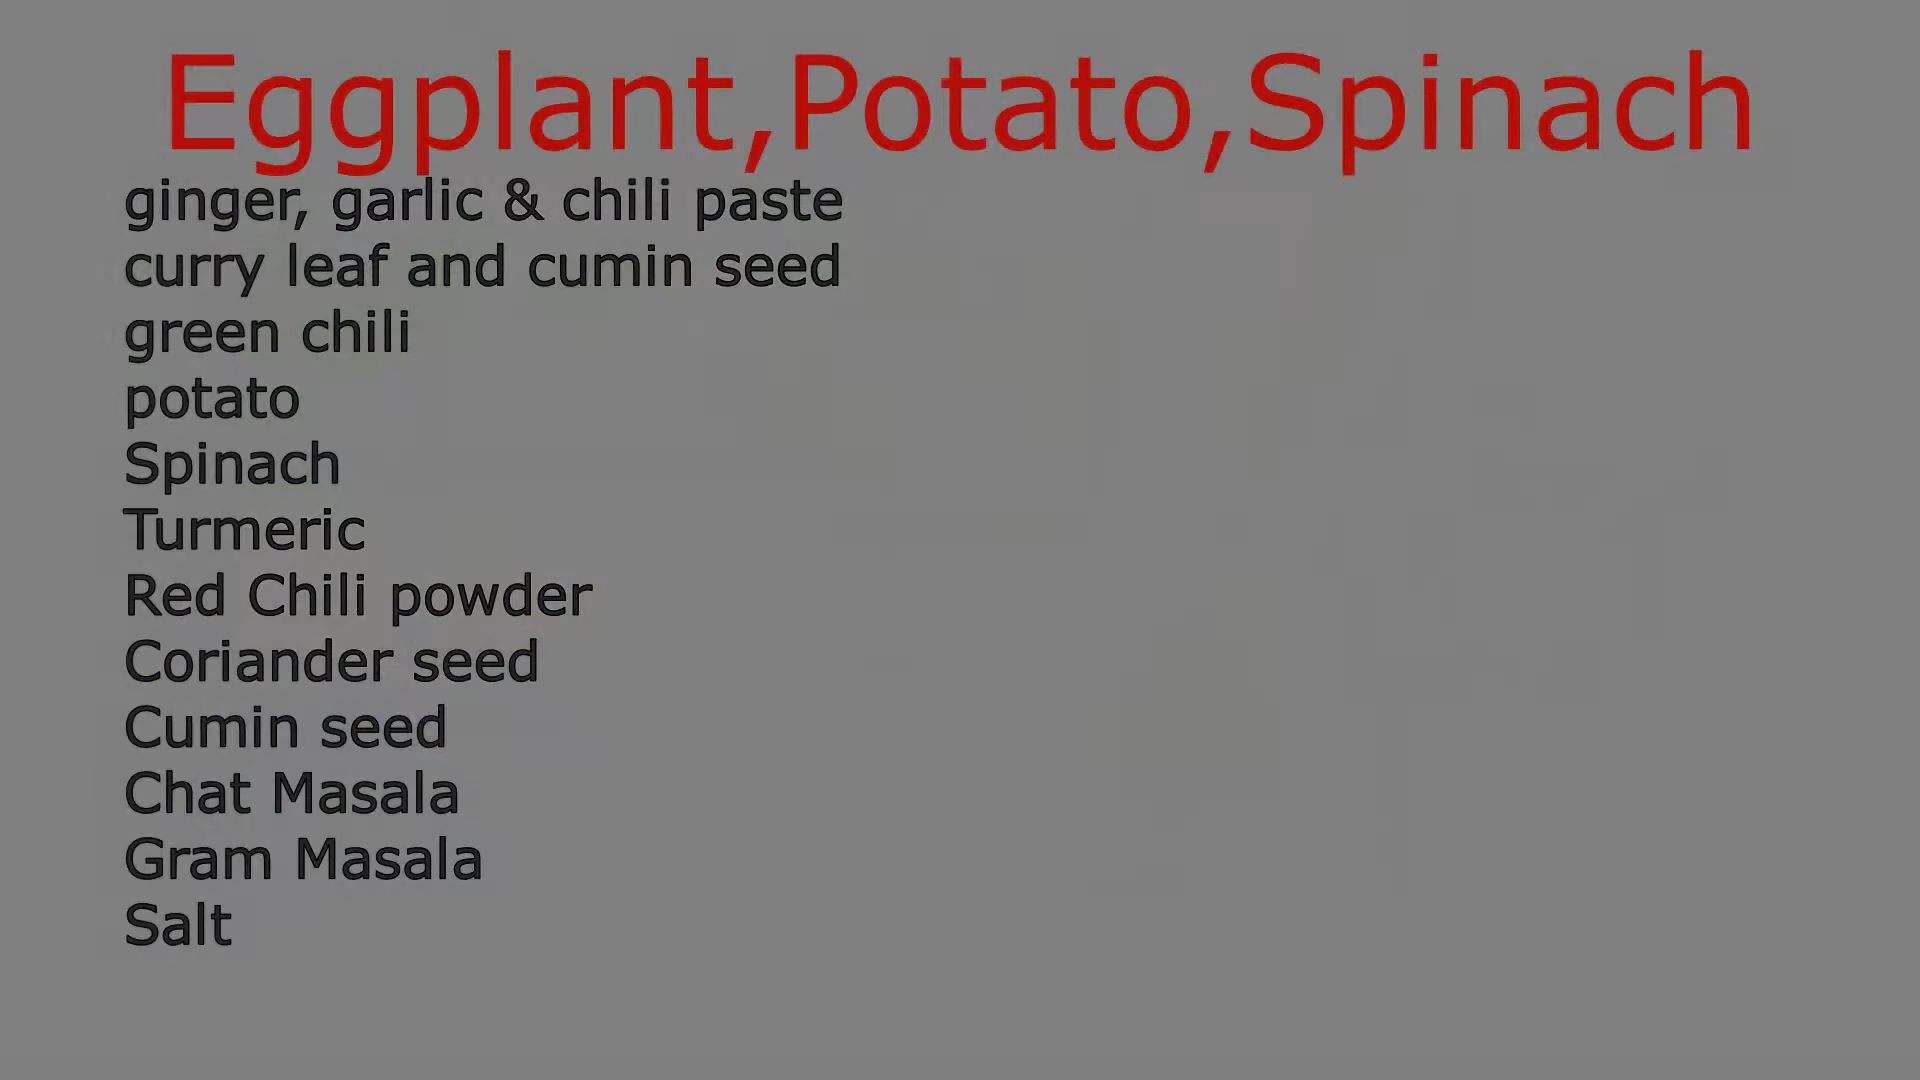 Eggplant,Potato,Spinach
ginger, garlic & chili paste
curry leaf and cumin seed
green chili
potato
Spinach
Turmeric
Red Chili powder
Coriander seed
Cumin seed
Chat Masala
Gram Masala
Salt